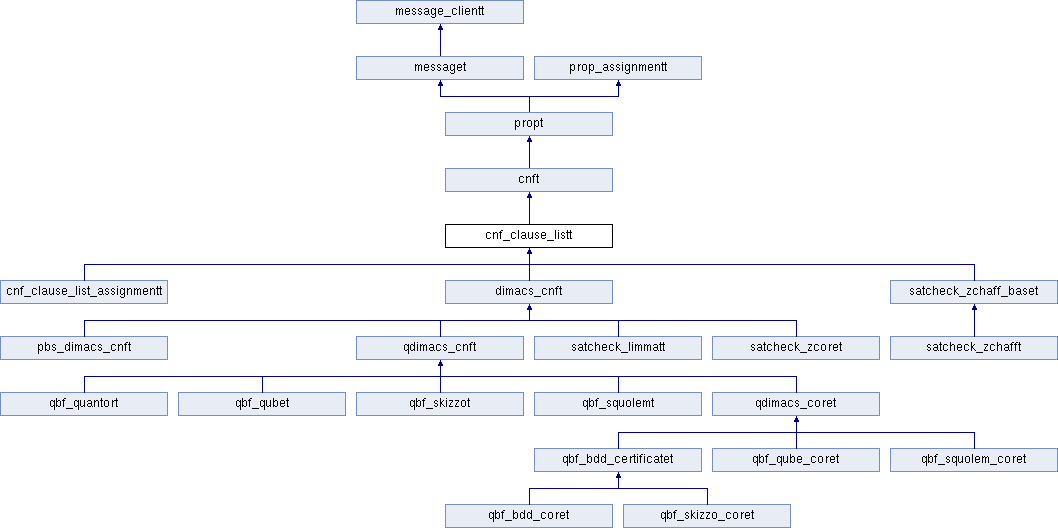 message_clientt
messaget
prop_assignmentt
propt
cnft
cnf_clause_listt
cnf_clause_list_assignmentt
dimacs_cnft
satcheck_zchaff_baset
pbs_dimacs_cnft
qdimacs_cnft
satcheck_limmatt
satcheck_zcoret
satcheck_zchafft
qbf_quantort
qbf_qubet
qbf_skizzot
qbf_squolemt
qdimacs_coret
qbf_bdd_certificatet
qbf_qube_coret
qbf_squolem_coret
qbf_bdd_coret
qbf_skizzo_coret